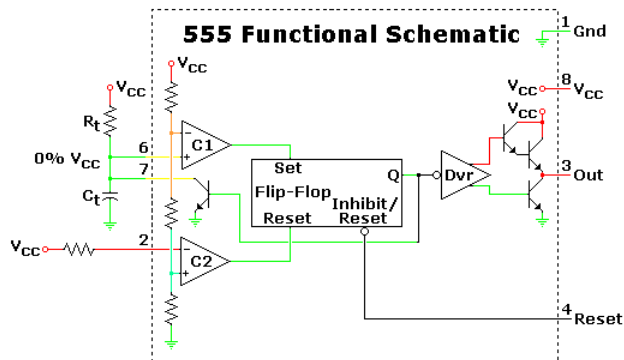 555 Functional Schematic
1
Gnd
VCC
VCC
VCC
8
VCC
VCC
Rt
6
C1
0% VCC
7
Set
Q
Flip-Flop
Inhibit/
Reset
Reset
Dvr
3
Out
Ct
VCC
2
C2
4
Reset